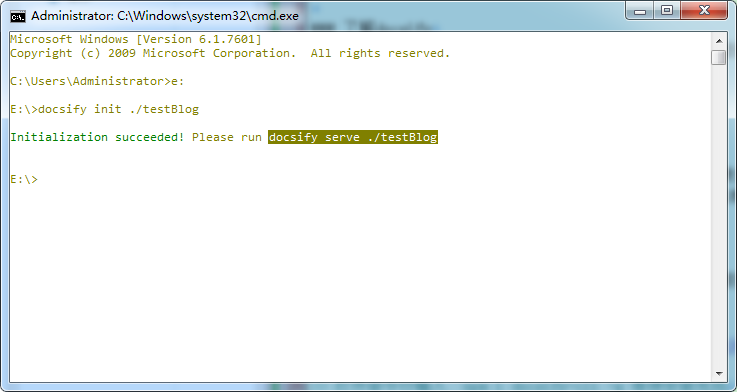 Administrator: C:\Windows\system32\cmd.exe
Microsoft Windows [Version 6.1.7601]
Copyright (c) 2009 Microsoft Corporation.  All rights reserved.
C:\Users\Administrator>e:
E:\>docsify init ./testBlog
Initialization succeeded! Please run docsify serve ./testBlog
E:\>